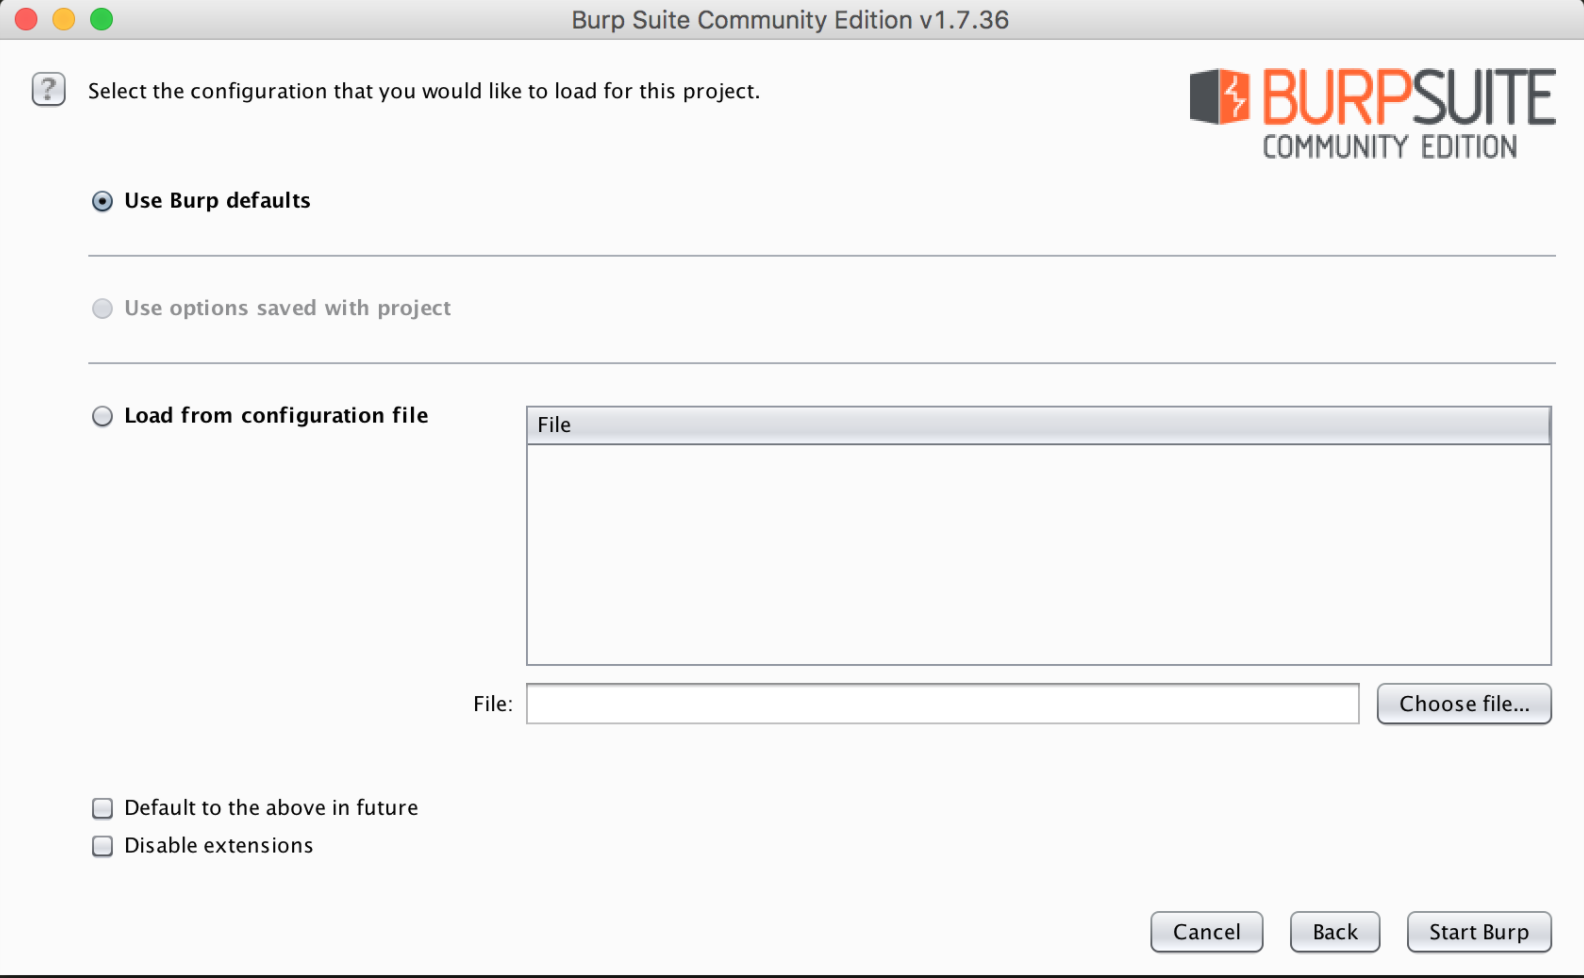 Burp Suite Community Edition v1.7.36
?
Select the configuration that you would like to load for this project.
BURPSUITE
COMMUNITY EDITION
Use Burp defaults
Use options saved with project
Load from configuration file
File
File:
Choose file...
Default to the above in future
Disable extensions
Cancel
Back
Start Burp